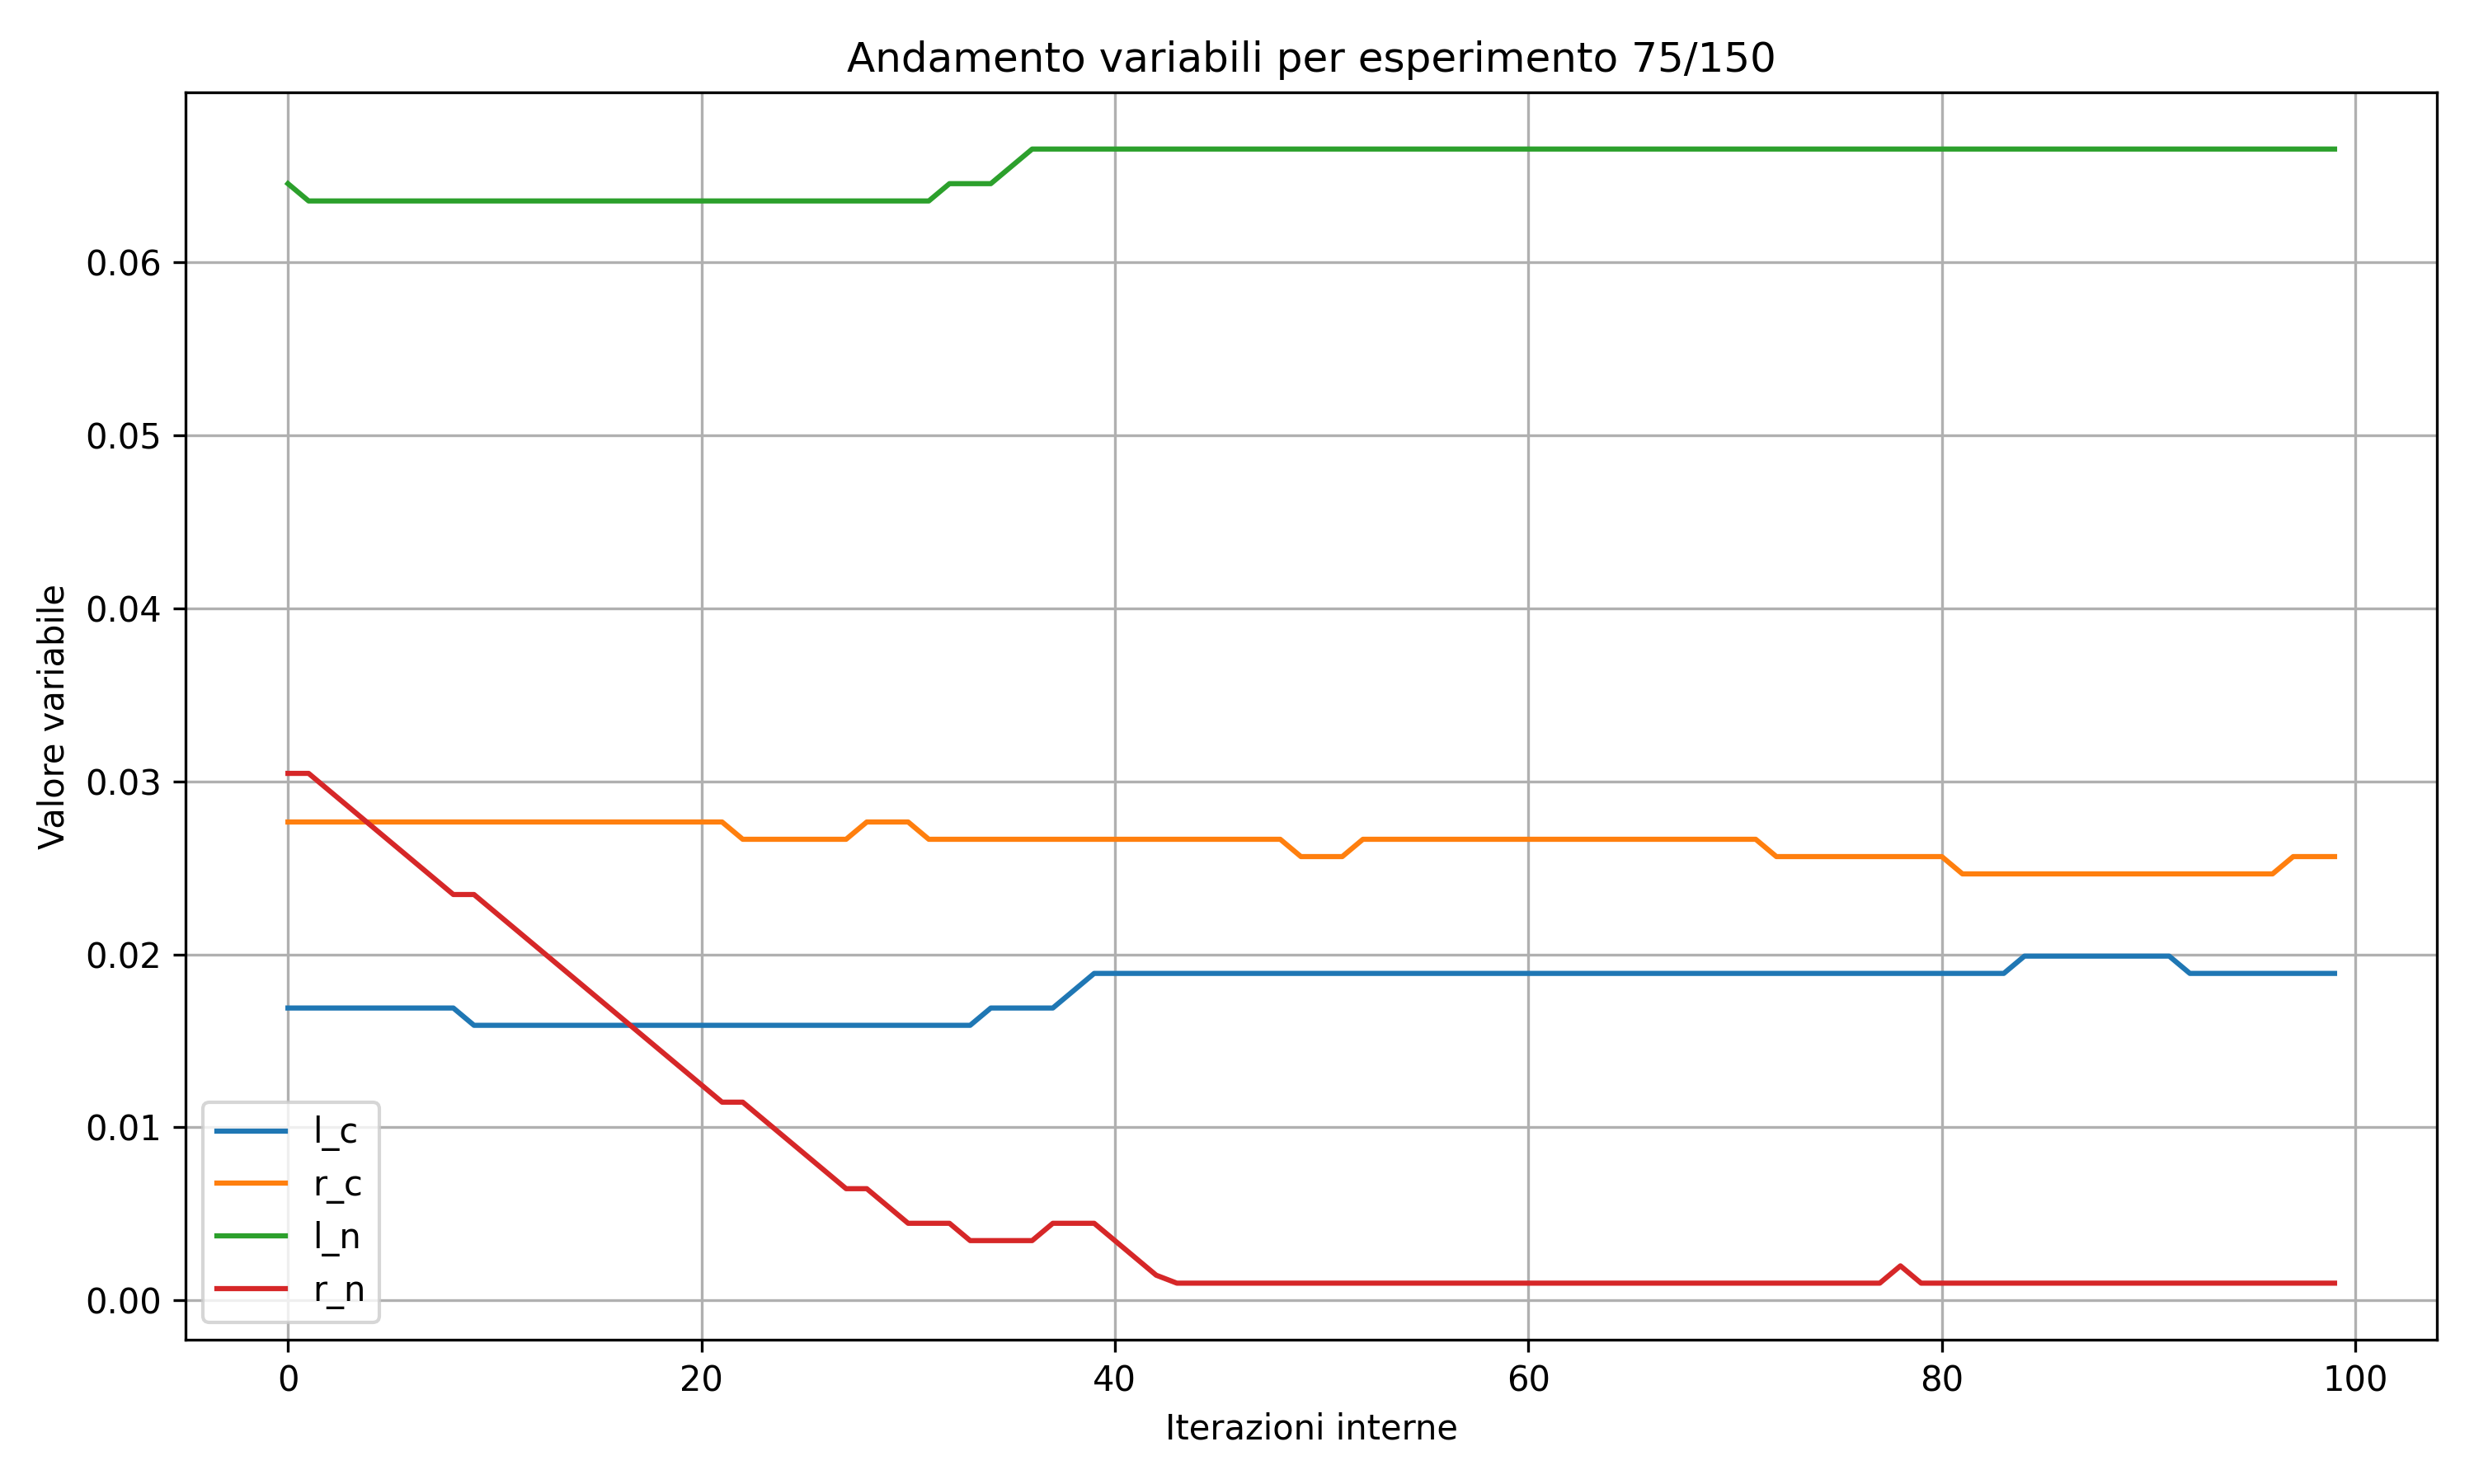 Andamento variabili per esperimento 75/150
Valore variabile
0.06
0.05
0.04
0.03
0.02
0.01
0.00
l_c
r_c
l_n
r_n
0 20 40 60 80 100
Iterazioni interne